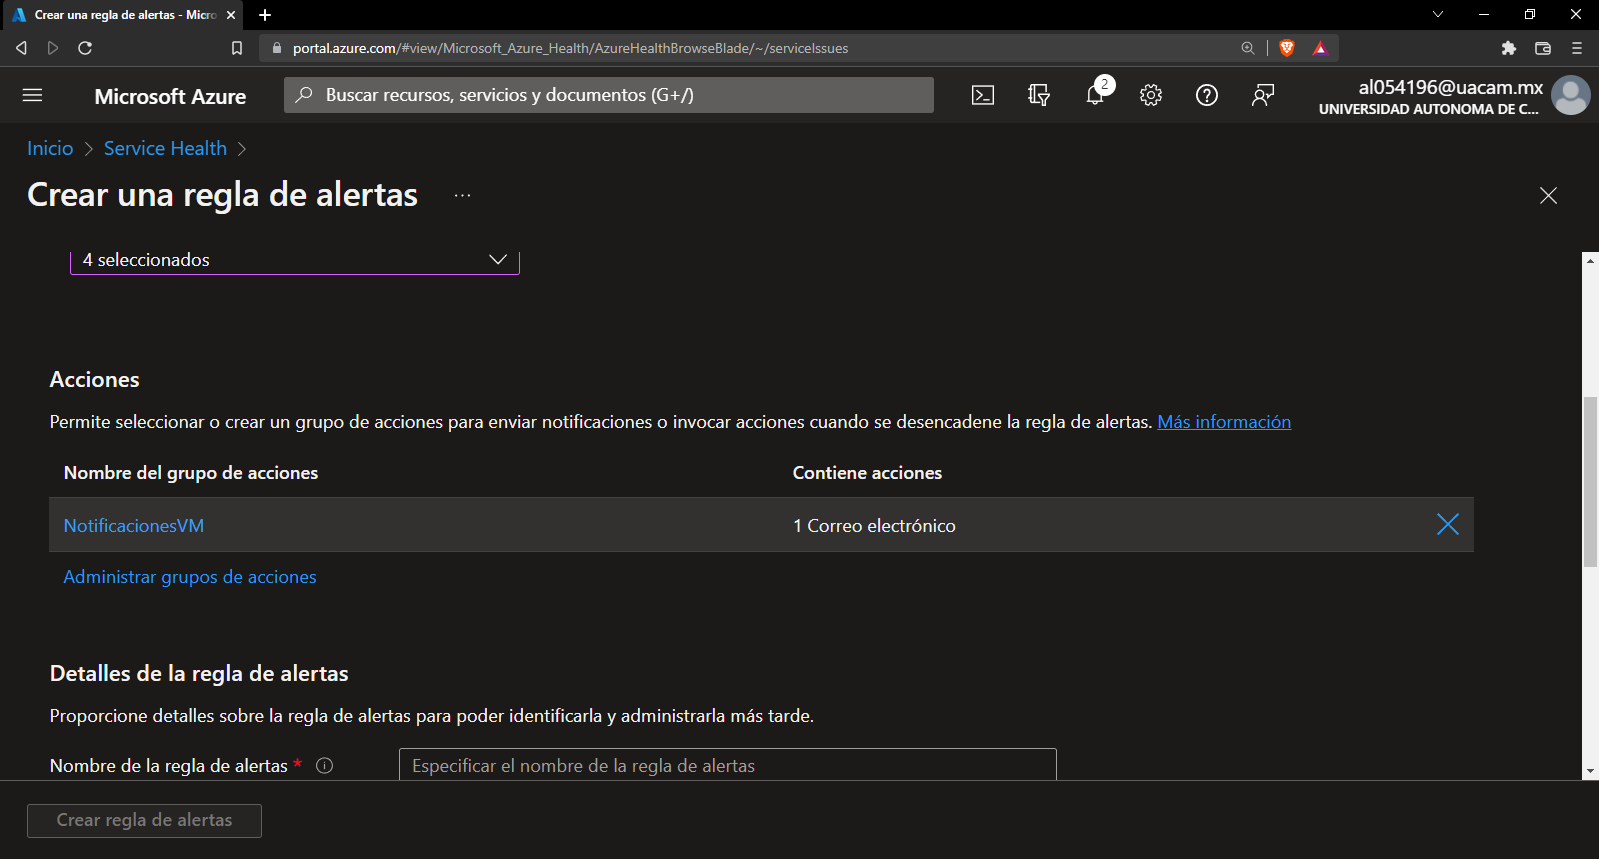 Crear una regla de alertas - Micro
portal.azure.com/#view/Microsoft_Azure_Health/AzureHealthBrowseBlade/~/serviceIssues
Microsoft Azure
Buscar recursos, servicios y documentos (G+/)
2
al054196@uacam.mx
UNIVERSIDAD AUTONOMA DE C...
Inicio > Service Health >
Crear una regla de alertas ...
4 seleccionados
Acciones
Permite seleccionar o crear un grupo de acciones para enviar notificaciones o invocar acciones cuando se desencadene la regla de alertas. Más información
Nombre del grupo de acciones Contiene acciones
NotificacionesVM 1 Correo electrónico
Administrar grupos de acciones
Detalles de la regla de alertas
Proporcione detalles sobre la regla de alertas para poder identificarla y administrarla más tarde.
Nombre de la regla de alertas * Especificar el nombre de la regla de alertas
Crear regla de alertas